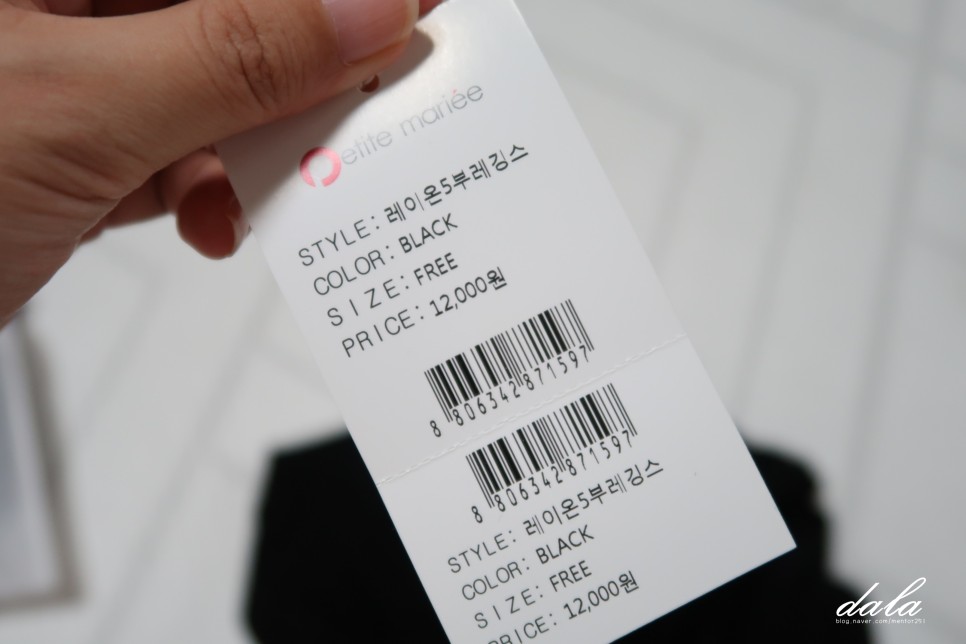 petite mariée
STYLE: 레이온5부레깅스
COLOR: BLACK
SIZE: FREE
PRICE: 12,000원
8 806342 871597
8 806342 871597
STYLE: 레이온5부레깅스
COLOR: BLACK
SIZE: FREE
PRICE: 12,000원
dala
blog.naver.com/mentor251